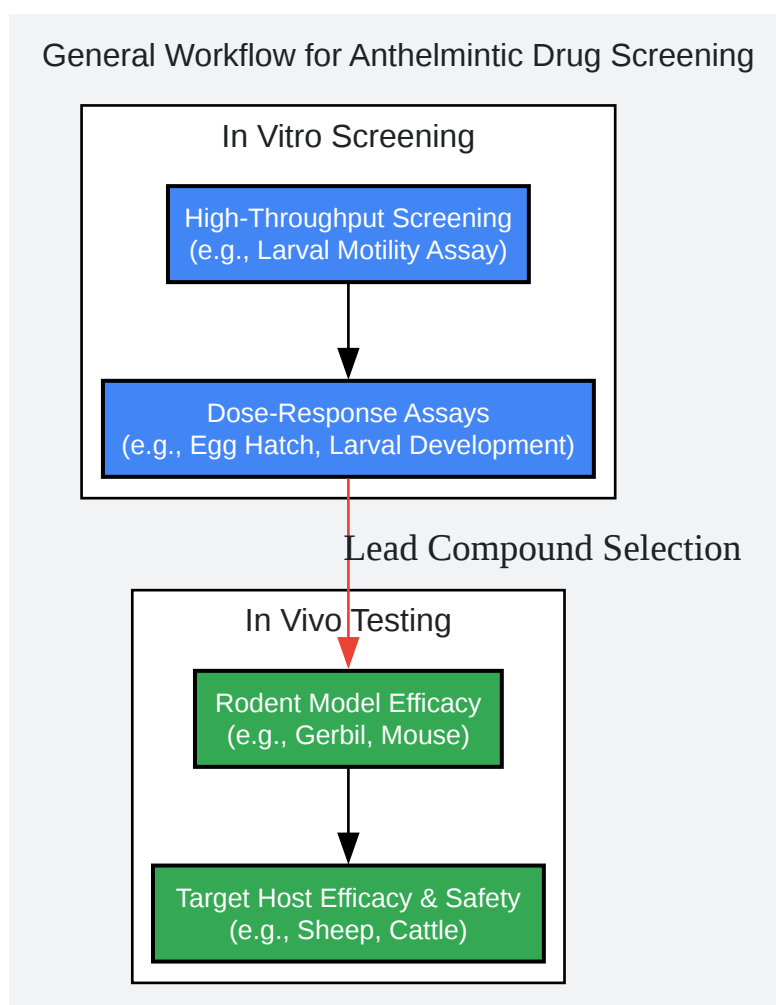 General Workflow for Anthelmintic Drug Screening
In Vitro Screening
High-Throughput Screening
(e.g., Larval Motility Assay)
Dose-Response Assays
(e.g., Egg Hatch, Larval Development)
Lead Compound Selection
In Vivo Testing
Rodent Model Efficacy
(e.g., Gerbil, Mouse)
Target Host Efficacy & Safety
(e.g., Sheep, Cattle)